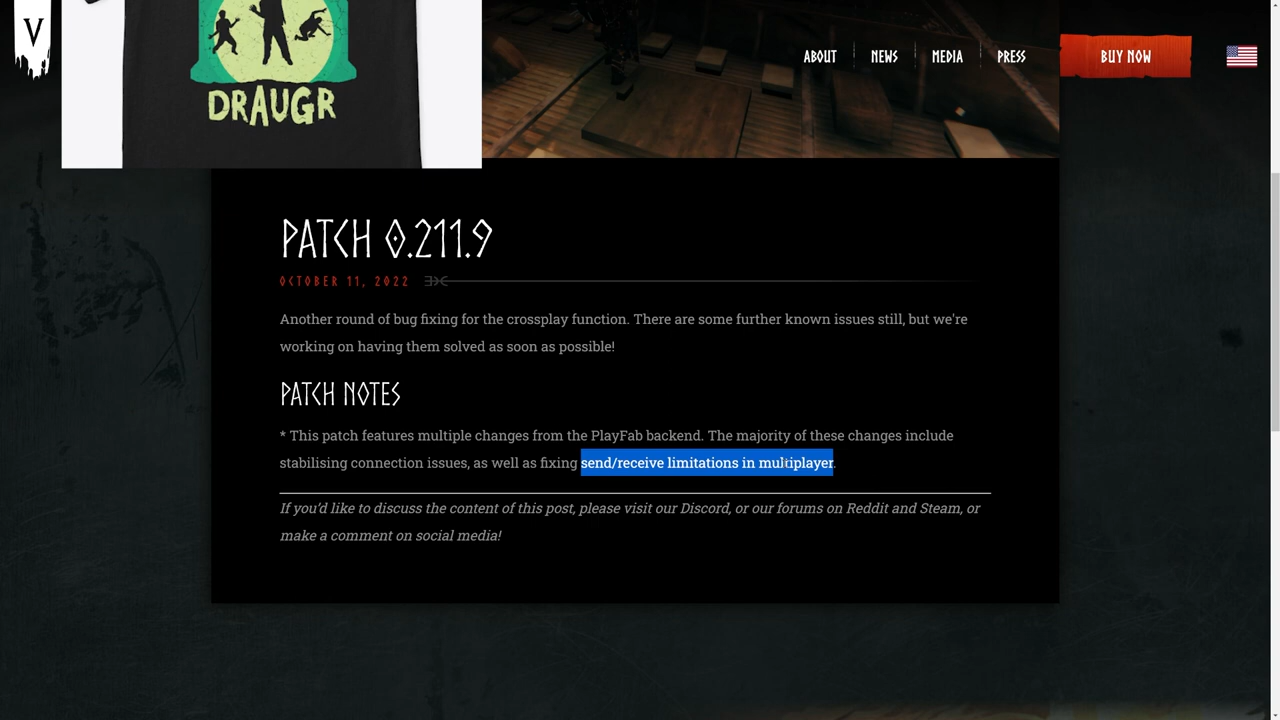 V
DRAUGR
ABOUT
NEWS
MEDIA
PRESS
BUY NOW
PATCH 0.211.9
OCTOBER 11, 2022
Another round of bug fixing for the crossplay function. There are some further known issues still, but we're
working on having them solved as soon as possible!
PATCH NOTES
* This patch features multiple changes from the PlayFab backend. The majority of these changes include
stabilising connection issues, as well as fixing send/receive limitations in multiplayer.
If you'd like to discuss the content of this post, please visit our Discord, or our forums on Reddit and Steam, or
make a comment on social media!